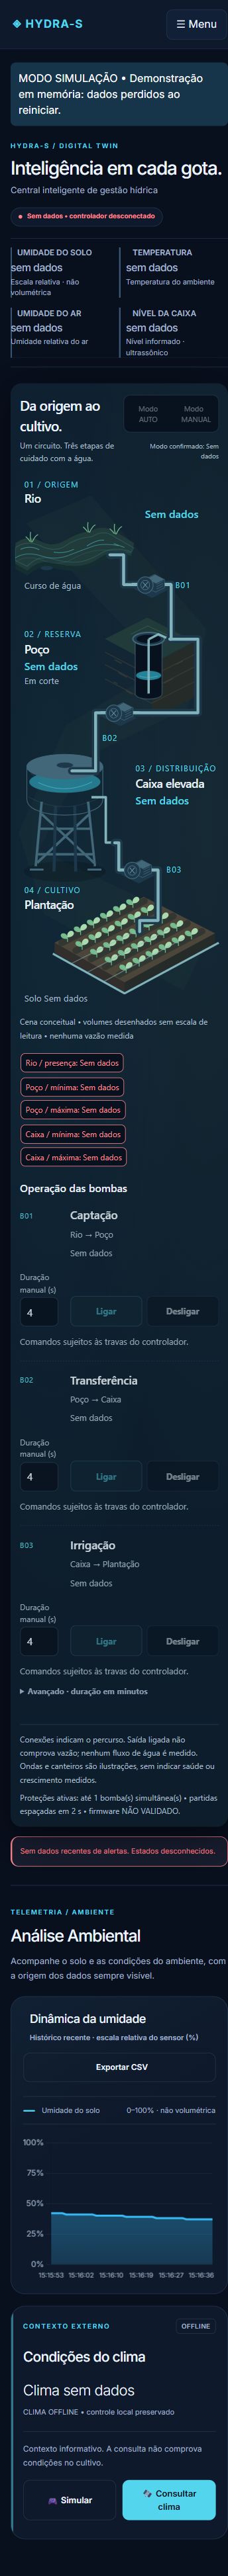 HYDRA-S
☰ Menu
MODO SIMULAÇÃO • Demonstração
em memória: dados perdidos ao
reiniciar.
HYDRA-S / DIGITAL TWIN
Inteligência em cada gota.
Central inteligente de gestão hídrica
Sem dados • controlador desconectado
UMIDADE DO SOLO
sem dados
Escala relativa · não
volumétrica
TEMPERATURA
sem dados
Temperatura do ambiente
UMIDADE DO AR
sem dados
Umidade relativa do ar
NÍVEL DA CAIXA
sem dados
Nível informado ·
ultrassônico
Da origem ao
cultivo.
Um circuito. Três etapas de
cuidado com a água.
Modo
AUTO
Modo
MANUAL
Modo confirmado: Sem
dados
01 / ORIGEM
Rio
Sem dados
Curso de água
B01
02 / RESERVA
Poço
Sem dados
Em corte
B02
03 / DISTRIBUIÇÃO
Caixa elevada
Sem dados
B03
04 / CULTIVO
Plantação
Solo Sem dados
Cena conceitual • volumes desenhados sem escala de
leitura • nenhuma vazão medida
Rio / presença: Sem dados
Poço / mínima: Sem dados
Poço / máxima: Sem dados
Caixa / mínima: Sem dados
Caixa / máxima: Sem dados
Operação das bombas
B01
Captação
Rio → Poço
Sem dados
Duração
manual (s)
4
Ligar
Desligar
Comandos sujeitos às travas do controlador.
B02
Transferência
Poço → Caixa
Sem dados
Duração
manual (s)
4
Ligar
Desligar
Comandos sujeitos às travas do controlador.
B03
Irrigação
Caixa → Plantação
Sem dados
Duração
manual (s)
4
Ligar
Desligar
Comandos sujeitos às travas do controlador.
▶ Avançado · duração em minutos
Conexões indicam o percurso. Saída ligada não
comprova vazão; nenhum fluxo de água é medido.
Ondas e canteiros são ilustrações, sem indicar saúde ou
crescimento medidos.
Proteções ativas: até 1 bomba(s) simultânea(s) • partidas
espaçadas em 2 s • firmware NÃO VALIDADO.
Sem dados recentes de alertas. Estados desconhecidos.
TELEMETRIA / AMBIENTE
Análise Ambiental
Acompanhe o solo e as condições do ambiente, com
a origem dos dados sempre visível.
Dinâmica da umidade
Histórico recente · escala relativa do sensor (%)
Exportar CSV
Umidade do solo
0–100% · não volumétrica
100%
75%
50%
25%
0%
15:15:53 15:16:02 15:16:10 15:16:19 15:16:27 15:16:36
CONTEXTO EXTERNO
OFFLINE
Condições do clima
Clima sem dados
CLIMA OFFLINE • controle local preservado
Contexto informativo. A consulta não comprova
condições no cultivo.
Simular
Consultar
clima